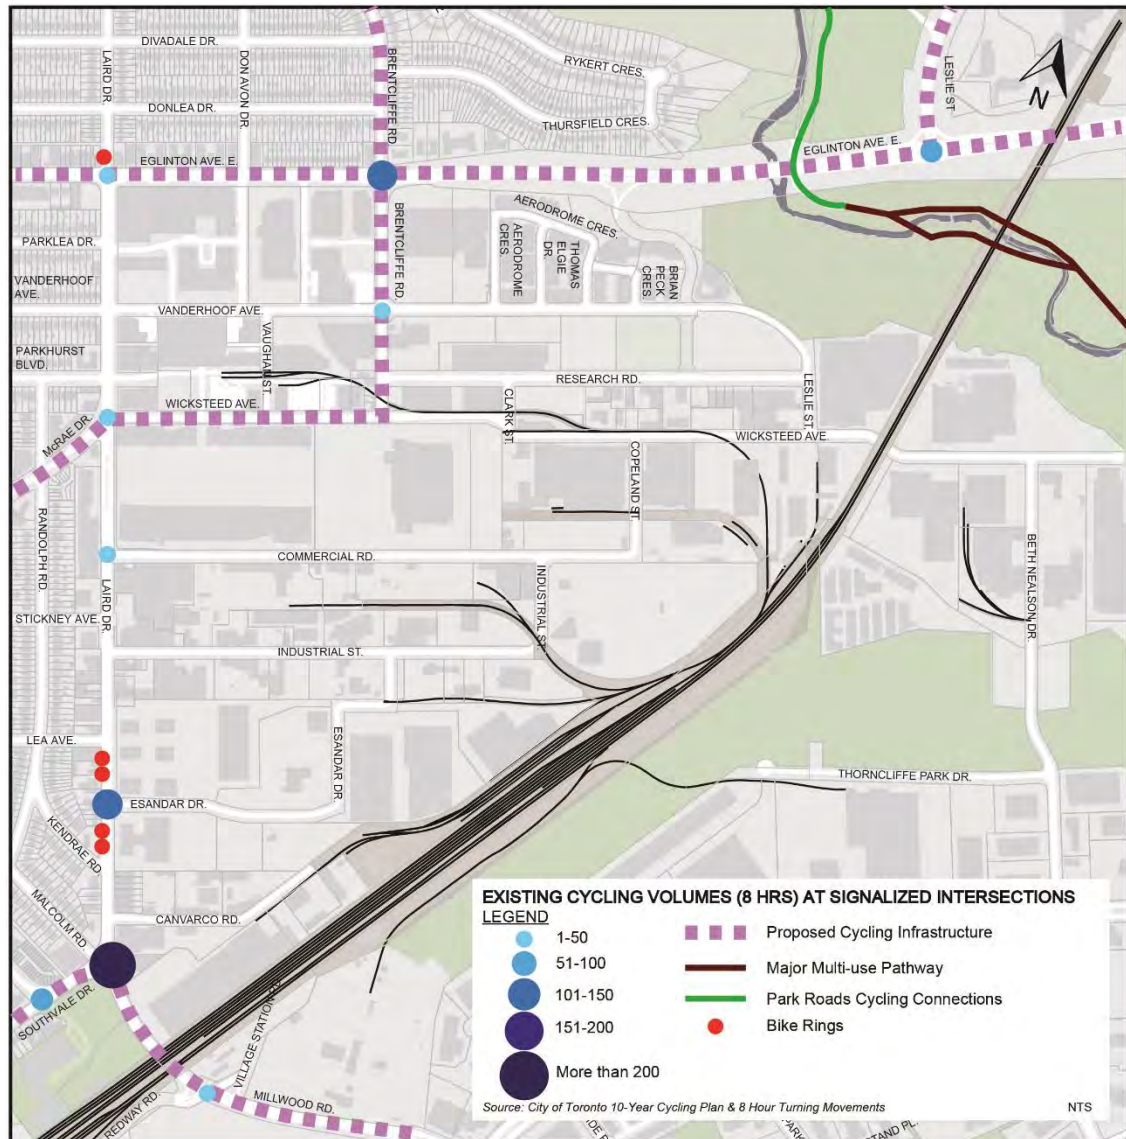 DIVADALE DR.
LAIRD DR.
DON AVON DR.
BRENTCLIFFE RD.
RYKERT CRES.
LESLIE ST
N
DONLEA DR.
THURSFIELD CRES.
EGLINTON AVE. E.
EGLINTON AVE. E.
PARKLEA DR.
BRENTCLIFFE RD.
AERODROME CRES.
AERODROME
CRES.
THOMAS
ELGIE
DR.
BRIAN
PECK
CRES
VANDERHOOF
AVE.
VANDERHOOF AVE.
VAUGHAN ST.
PARKHURST
BLVD.
RESEARCH RD.
LESLIE ST.
WICKSTEED AVE.
CLARK ST.
McRAE DR.
WICKSTEED AVE.
COPELAND ST.
RANDOLPH RD.
COMMERCIAL RD.
BETH NEALSON DR.
LAIRD DR.
INDUSTRIAL ST.
STICKNEY AVE.
INDUSTRIAL ST.
LEA AVE.
ESANDAR DR.
THORNCLIFFE PARK DR.
ESANDAR DR.
KENDRAE RD
MALCOLM RD.
CANVARCO RD.
SOUTHVALE DR.
VILLAGE STATION RD.
MILLWOOD RD.
REDWAY RD.
EXISTING CYCLING VOLUMES (8 HRS) AT SIGNALIZED INTERSECTIONS
LEGEND
1-50
51-100
101-150
151-200
More than 200
Proposed Cycling Infrastructure
Major Multi-use Pathway
Park Roads Cycling Connections
Bike Rings
Source: City of Toronto 10-Year Cycling Plan & 8 Hour Turning Movements
NTS